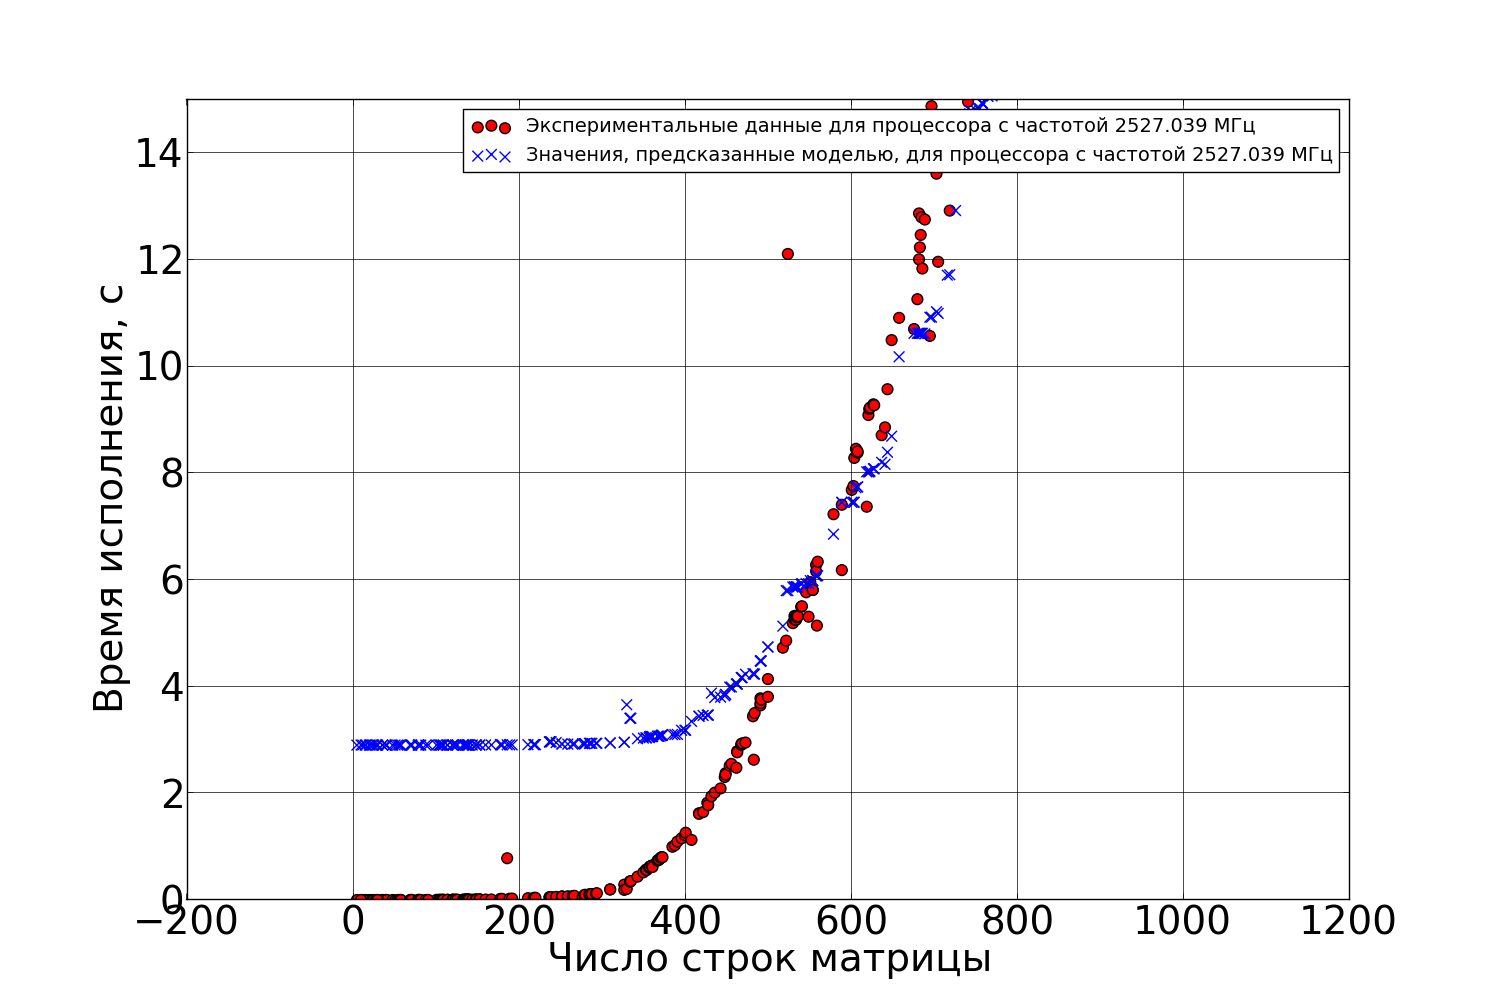 Экспериментальные данные для процессора с частотой 2527.039 МГц
Значения, предсказанные моделью, для процессора с частотой 2527.039 МГц
14
12
10
8
6
4
2
0
Время исполнения, с
−200 0 200 400 600 800 1000 1200
Число строк матрицы